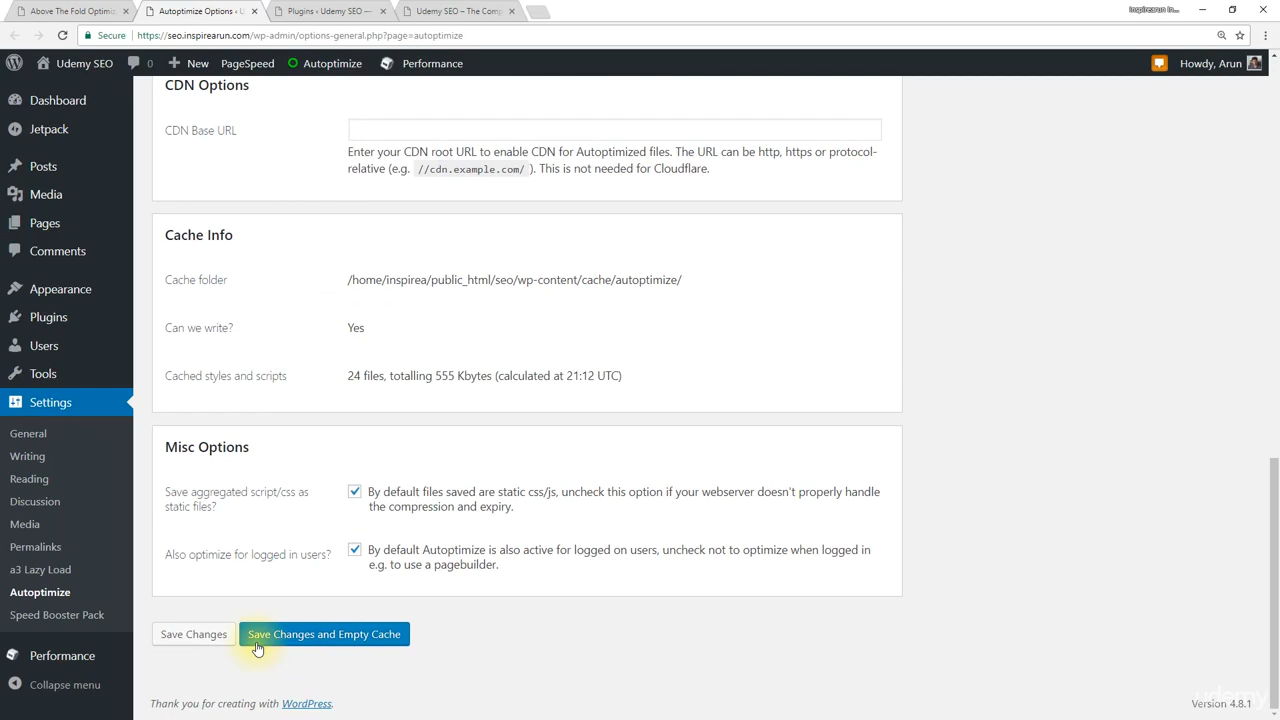 Above The Fold Optimiz
Autoptimize Options ‹ U
Plugins ‹ Udemy SEO —
Udemy SEO – The Comp
inspirearun in...
Secure
https://seo.inspirearun.com/wp-admin/options-general.php?page=autoptimize
Udemy SEO
0
New
PageSpeed
Autoptimize
Performance
Howdy, Arun
Dashboard
Jetpack
Posts
Media
Pages
Comments
Appearance
Plugins
Users
Tools
Settings
General
Writing
Reading
Discussion
Media
Permalinks
a3 Lazy Load
Autoptimize
Speed Booster Pack
Performance
Collapse menu
CDN Options
CDN Base URL
Enter your CDN root URL to enable CDN for Autoptimized files. The URL can be http, https or protocol-
relative (e.g. //cdn.example.com/ ). This is not needed for Cloudflare.
Cache Info
Cache folder
/home/inspirea/public_html/seo/wp-content/cache/autoptimize/
Can we write?
Yes
Cached styles and scripts
24 files, totalling 555 Kbytes (calculated at 21:12 UTC)
Misc Options
Save aggregated script/css as
static files?
By default files saved are static css/js, uncheck this option if your webserver doesn't properly handle
the compression and expiry.
Also optimize for logged in users?
By default Autoptimize is also active for logged on users, uncheck not to optimize when logged in
e.g. to use a pagebuilder.
Save Changes
Save Changes and Empty Cache
Thank you for creating with WordPress.
Version 4.8.1
udemy